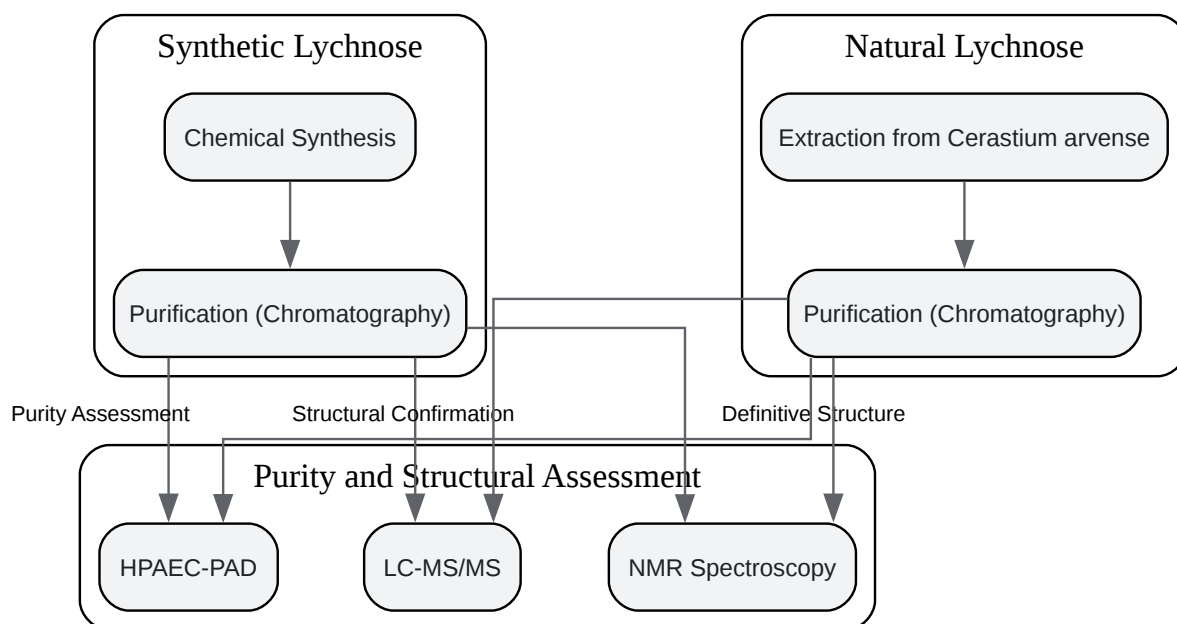 Synthetic Lychnose
Natural Lychnose
Chemical Synthesis
Extraction from Cerastium arvense
Purification (Chromatography)
Purification (Chromatography)
Purity Assessment
Structural Confirmation
Definitive Structure
Purity and Structural Assessment
HPAEC-PAD
LC-MS/MS
NMR Spectroscopy